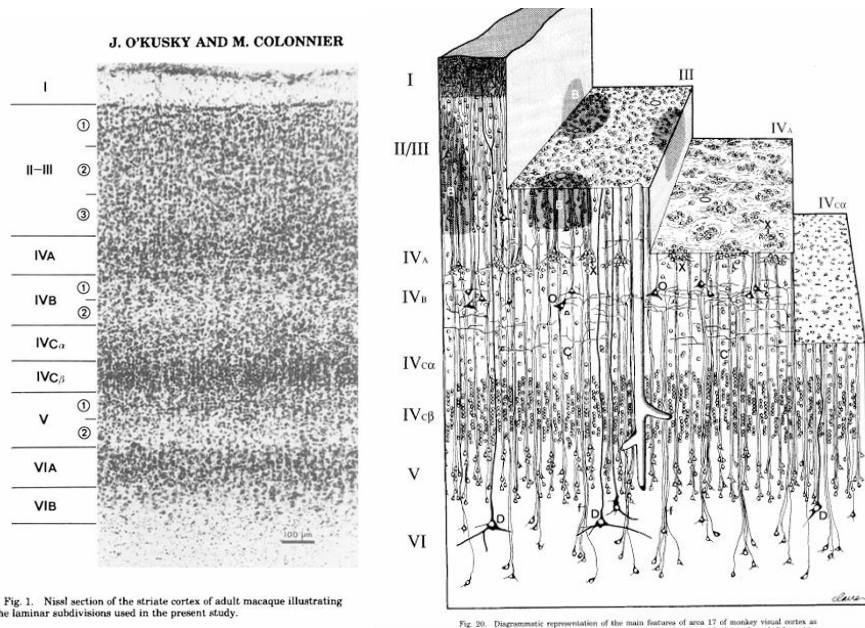 J. O'KUSKY AND M. COLONNIER
I
①
II–III
②
③
IVA
①
IVB
②
IVCα
IVCβ
①
V
②
VIA
VIB
100 µm
Fig. 1. Nissl section of the striate cortex of adult macaque illustrating
he laminar subdivisions used in the present study.
I
III
B
II/III
IVA
B
IVCα
X
IVA
X
X
IVB
O
O
IVCα
C
C
IVCβ
V
f
f
D
D
D
VI
Claire
Fig. 20. Diagrammatic representation of the main features of area 17 of monkey visual cortex as